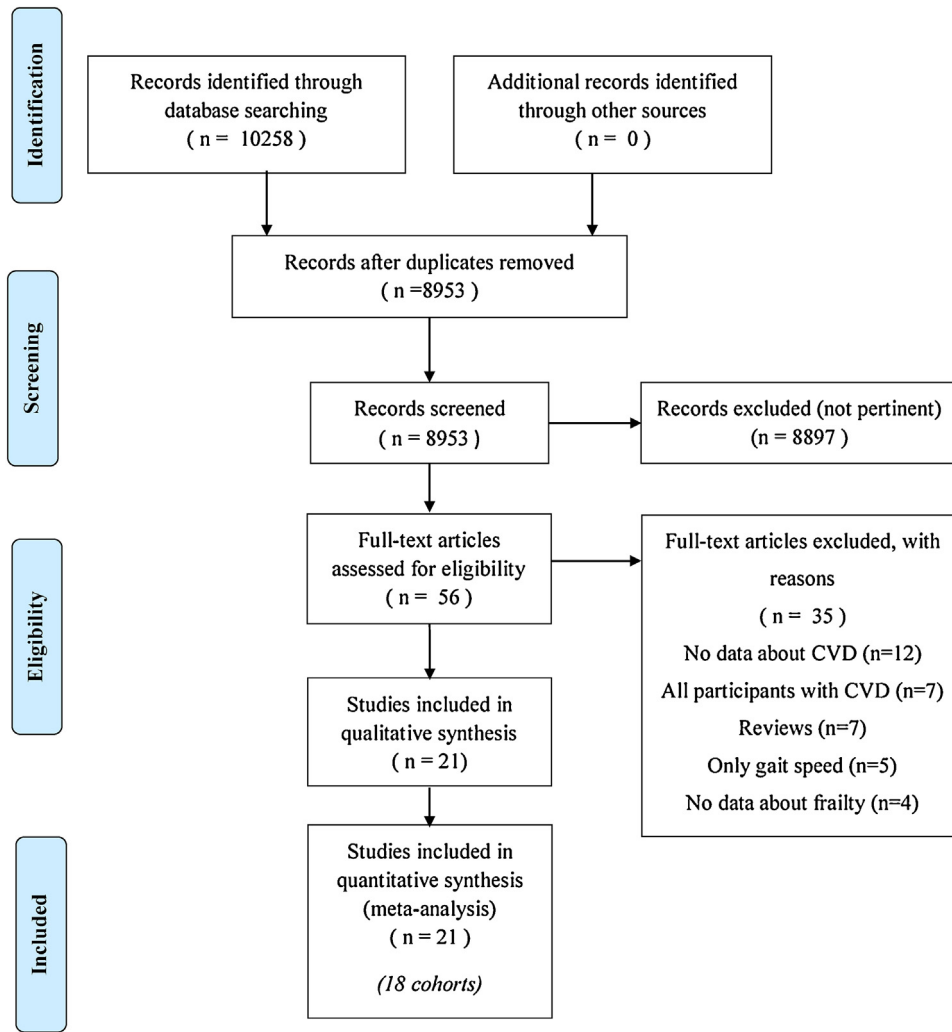 Identification
Records identified through
database searching
( n = 10258 )
Additional records identified
through other sources
( n = 0 )
Records after duplicates removed
( n =8953 )
Screening
Records screened
( n = 8953 )
Records excluded (not pertinent)
(n = 8897 )
Eligibility
Full-text articles
assessed for eligibility
( n = 56 )
Full-text articles excluded, with
reasons
( n = 35 )
No data about CVD (n=12)
All participants with CVD (n=7)
Reviews (n=7)
Only gait speed (n=5)
No data about frailty (n=4)
Studies included in
qualitative synthesis
( n = 21)
Included
Studies included in
quantitative synthesis
(meta-analysis)
( n = 21 )
(18 cohorts)